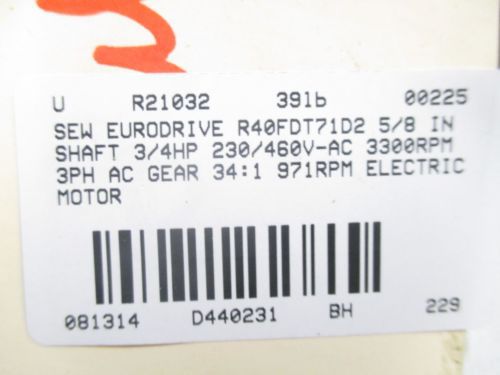 U R21032 39lb 00225
SEW EURODRIVE R40FDT71D2 5/8 IN
SHAFT 3/4HP 230/460V-AC 3300RPM
3PH AC GEAR 34:1 971RPM ELECTRIC
MOTOR
081314 D440231 BH 229